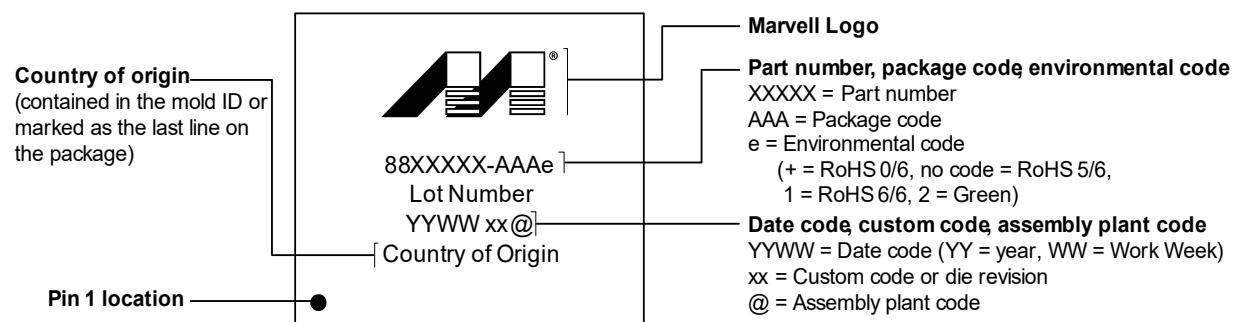 Country of origin
(contained in the mold ID or
marked as the last line on
the package)
Pin 1 location
®
88XXXXX-AAAe
Lot Number
YYWW xx@
Country of Origin
Marvell Logo
Part number, package code, environmental code
XXXXX = Part number
AAA = Package code
e = Environmental code
(+ = RoHS 0/6, no code = RoHS 5/6,
1 = RoHS 6/6, 2 = Green)
Date code, custom code, assembly plant code
YYWW = Date code (YY = year, WW = Work Week)
xx = Custom code or die revision
@ = Assembly plant code